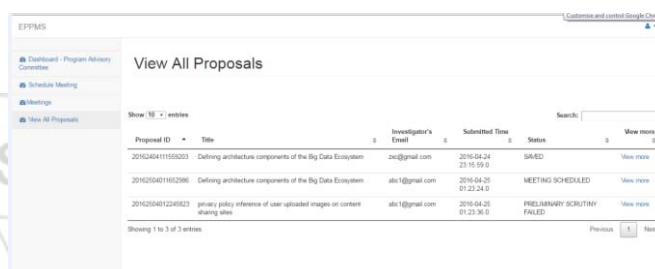 Customise and control Google Chr
EPPMS
Dashboard - Program Advisory
Committee
Schedule Meeting
Meetings
View All Proposals
View All Proposals
Show 10 entries
Search:
Proposal ID Title Investigator's Email Submitted Time Status View more
20162404111559203 Defining architecture components of the Big Data Ecosystem zxc@gmail.com 2016-04-24 23:15:59.0 SAVED View more
20162504011652986 Defining architecture components of the Big Data Ecosystem abc1@gmail.com 2016-04-25 01:23:24.0 MEETING SCHEDULED View more
20162504012245823 privacy policy inference of user uploaded images on content sharing sites abc1@gmail.com 2016-04-25 01:23:36.0 PRELIMINARY SCRUTINY FAILED View more
Showing 1 to 3 of 3 entries
Previous 1 Nex